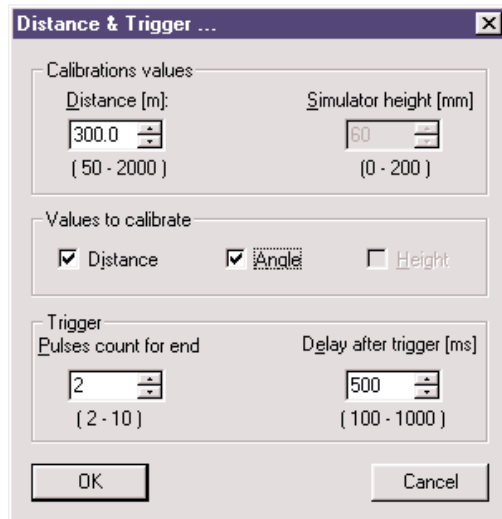 Distance & Trigger ...
Calibrations values
Distance [m]:
Simulator height [mm]
300.0
60
( 50 - 2000 )
(0 - 200 )
Values to calibrate
Distance
Angle
Height
Trigger
Pulses count for end
Delay after trigger [ms]
2
500
( 2 - 10 )
( 100 - 1000 )
OK
Cancel